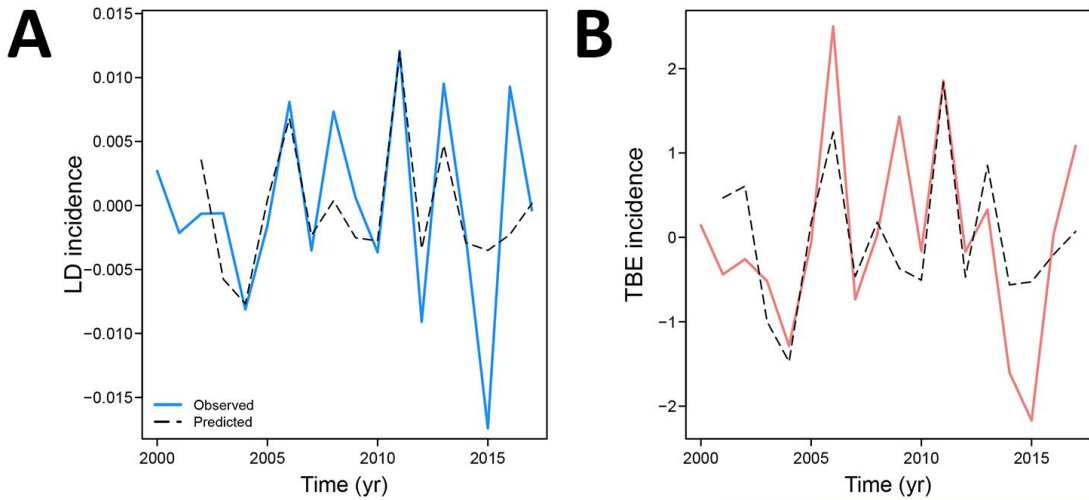 A
0.015
0.010
0.005
0.000
−0.005
−0.010
−0.015
LD incidence
Observed
Predicted
2000 2005 2010 2015
Time (yr)
B
2
1
0
−1
−2
TBE incidence
2000 2005 2010 2015
Time (yr)